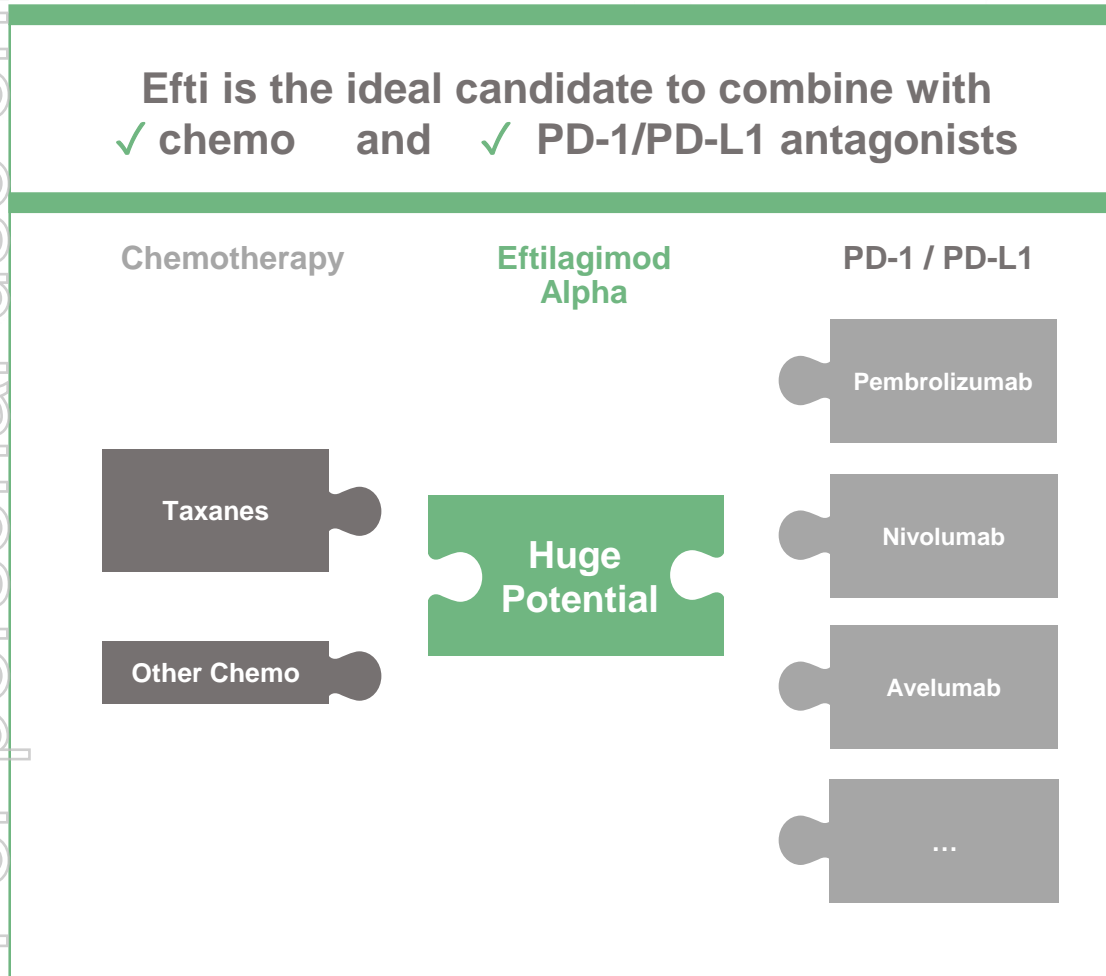 Efti is the ideal candidate to combine with
✓ chemo and ✓ PD-1/PD-L1 antagonists
Chemotherapy
Eftilagimod
Alpha
PD-1 / PD-L1
Pembrolizumab
Taxanes
Nivolumab
Huge
Potential
Other Chemo
Avelumab
...